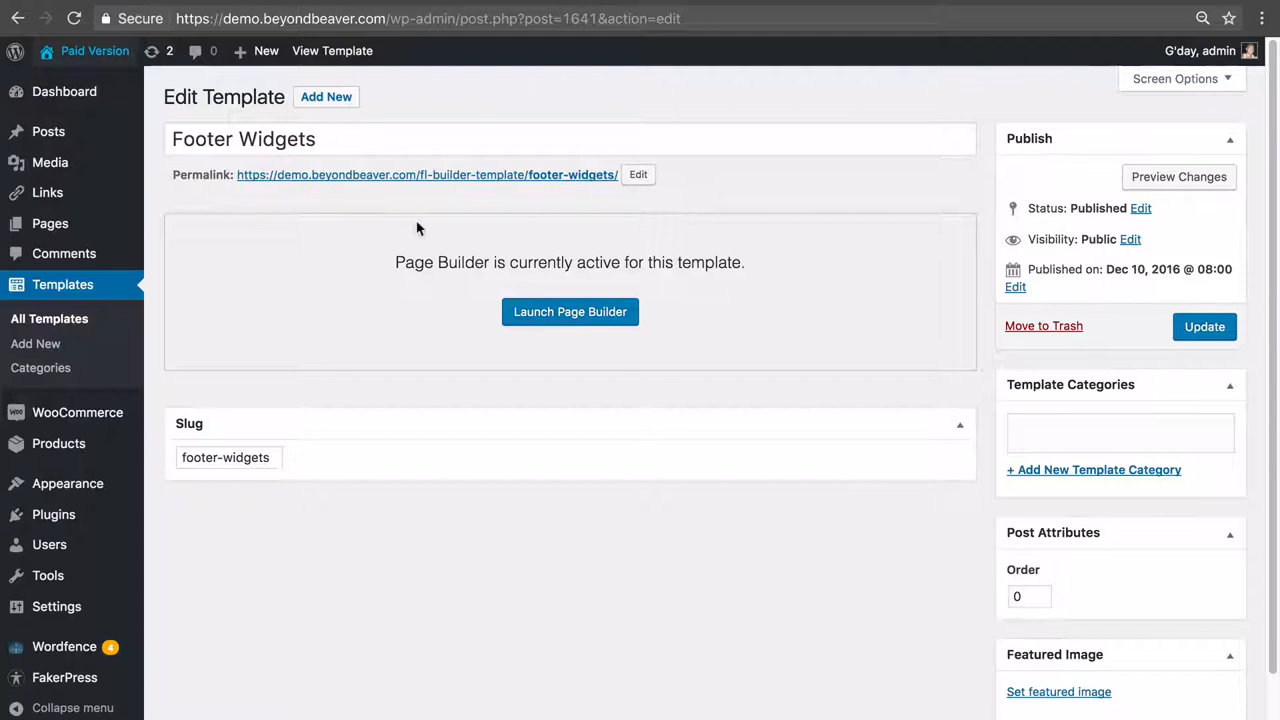 Secure https://demo.beyondbeaver.com/wp-admin/post.php?post=1641&action=edit
Paid Version 2 0 New View Template G'day, admin
Screen Options
Edit Template Add New
Footer Widgets
Permalink: https://demo.beyondbeaver.com/fl-builder-template/footer-widgets/ Edit
Page Builder is currently active for this template.
Launch Page Builder
Slug
footer-widgets
Dashboard
Posts
Media
Links
Pages
Comments
Templates
All Templates
Add New
Categories
WooCommerce
Products
Appearance
Plugins
Users
Tools
Settings
Wordfence 4
FakerPress
Collapse menu
Publish
Preview Changes
Status: Published Edit
Visibility: Public Edit
Published on: Dec 10, 2016 @ 08:00
Edit
Move to Trash Update
Template Categories
+ Add New Template Category
Post Attributes
Order
0
Featured Image
Set featured image